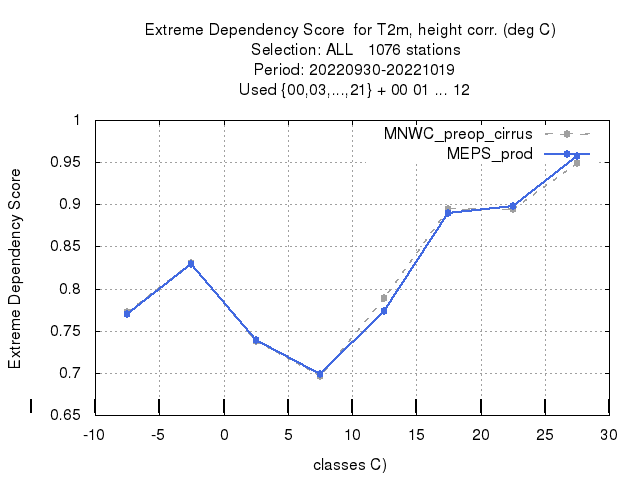 Extreme Dependency Score for T2m, height corr. (deg C)
Selection: ALL 1076 stations
Period: 20220930-20221019
Used {00,03,...,21} + 00 01 ... 12
MNWC_preop_cirrus
MEPS_prod
Extreme Dependency Score
1
0.95
0.9
0.85
0.8
0.75
0.7
0.65
-10 -5 0 5 10 15 20 25 30
classes C)